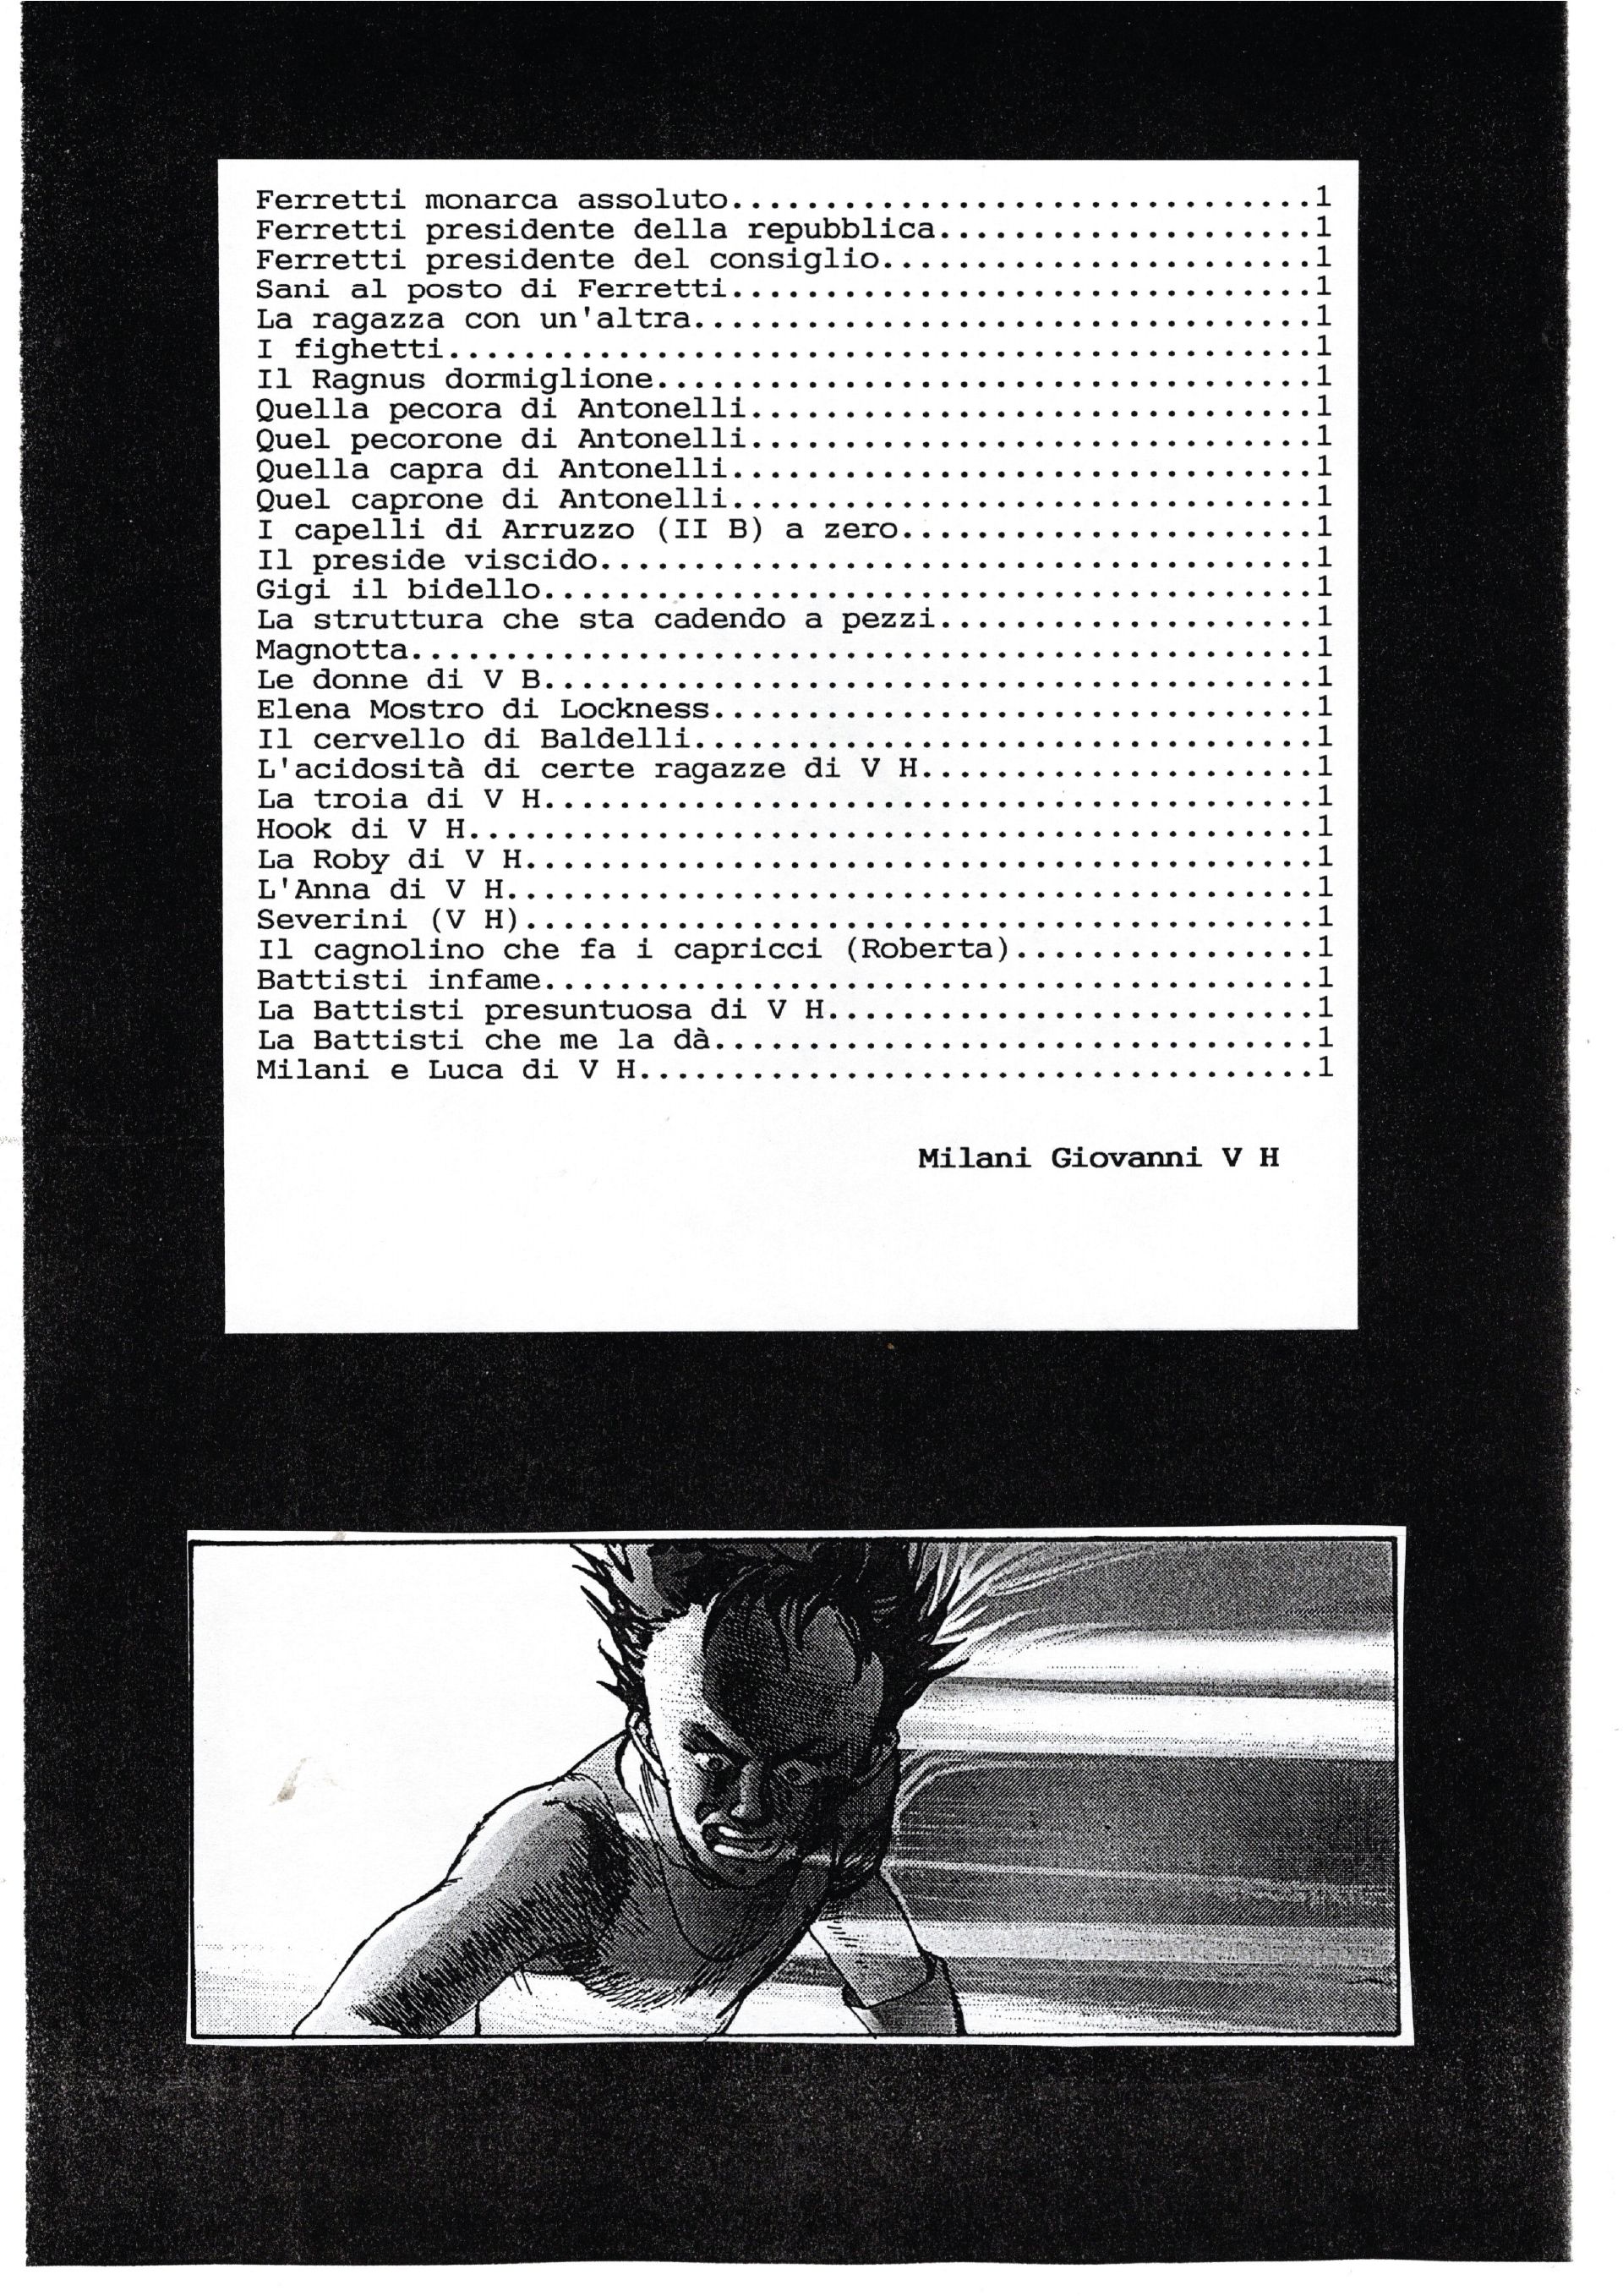 Ferretti monarca assoluto...............................1
Ferretti presidente della repubblica....................1
Ferretti presidente del consiglio.......................1
Sani al posto di Ferretti...............................1
La ragazza con un'altra.................................1
I fighetti..............................................1
Il Ragnus dormiglione...................................1
Quella pecora di Antonelli..............................1
Quel pecorone di Antonelli..............................1
Quella capra di Antonelli...............................1
Quel caprone di Antonelli...............................1
I capelli di Arruzzo (II B) a zero......................1
Il preside viscido......................................1
Gigi il bidello.........................................1
La struttura che sta cadendo a pezzi....................1
Magnotta................................................1
Le donne di V B.........................................1
Elena Mostro di Lockness................................1
Il cervello di Baldelli.................................1
L'acidosità di certe ragazze di V H.....................1
La troia di V H.........................................1
Hook di V H.............................................1
La Roby di V H..........................................1
L'Anna di V H...........................................1
Severini (V H)..........................................1
Il cagnolino che fa i capricci (Roberta)................1
Battisti infame.........................................1
La Battisti presuntuosa di V H..........................1
La Battisti che me la dà................................1
Milani e Luca di V H....................................1
Milani Giovanni V H